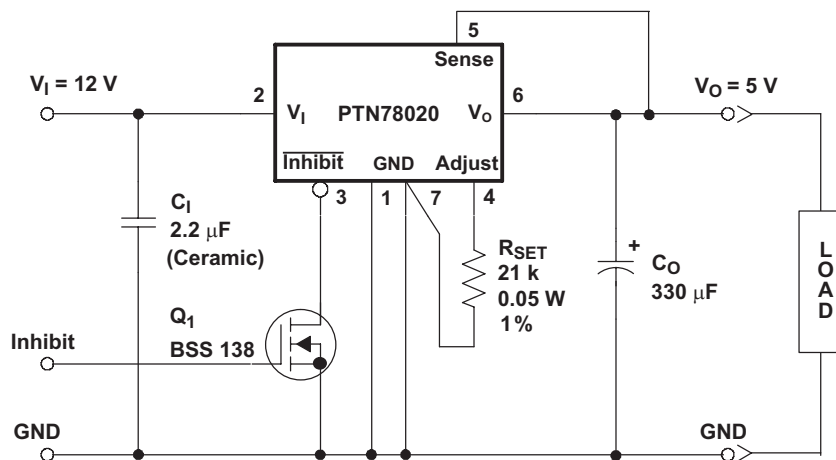 5
Sense
V_I = 12 V
2
V_I
PTN78020
V_O
6
V_O = 5 V
Inhibit
GND
Adjust
3
1
7
4
C_I
2.2 μF
(Ceramic)
R_SET
21 k
0.05 W
1%
+
C_O
330 μF
LOAD
Q_1
BSS 138
Inhibit
GND
GND